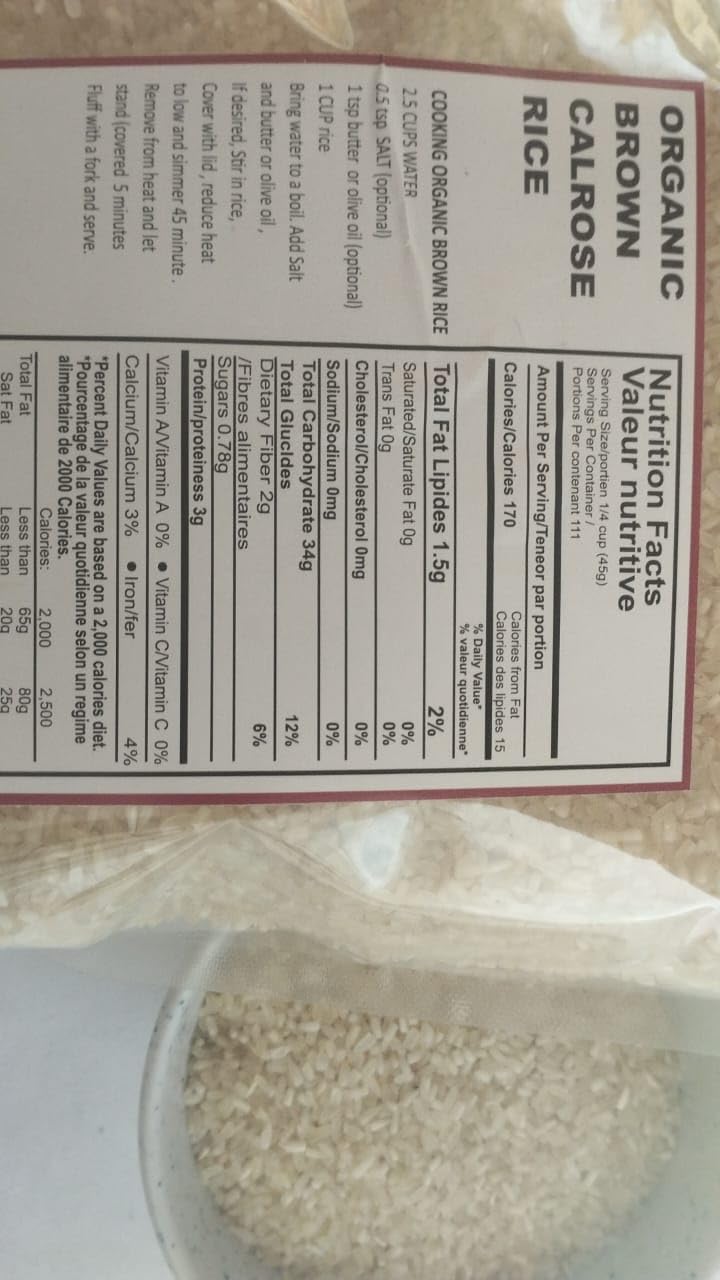 ORGANIC
BROWN
CALROSE
RICE
COOKING ORGANIC BROWN RICE
2.5 CUPS WATER
0.5 tsp SALT (optional)
1 tsp butter or olive oil (optional)
1 CUP rice
Bring water to a boil. Add Salt
and butter or olive oil,
If desired, Stir in rice,
Cover with lid, reduce heat
to low and simmer 45 minute.
Remove from heat and let
stand (covered 5 minutes
Fluff with a fork and serve.
Nutrition Facts
Valeur nutritive
Serving Size/portien 1/4 cup (45g)
Servings Per Container /
Portions Per contenant 111
Amount Per Serving/Teneor par portion
Calories from Fat
Calories/Calories 170 Calories des lipides 15
% Daily Value*
% valeur quotidienne*
Total Fat Lipides 1.5g 2%
Saturated/Saturate Fat 0g 0%
Trans Fat 0g 0%
Cholesterol/Cholesterol 0mg 0%
Sodium/Sodium 0mg 0%
Total Carbohydrate 34g
Total Glucldes 12%
Dietary Fiber 2g 6%
/Fibres alimentaires
Sugars 0.78g
Protein/proteiness 3g
Vitamin A/Vitamin A 0% • Vitamin C/Vitamin C 0%
Calcium/Calcium 3% • Iron/fer 4%
*Percent Daily Values are based on a 2,000 calories diet.
*Pourcentage de la valeur quotidienne selon un regime
alimentaire de 2000 Calories.
Calories: 2,000 2,500
Total Fat Less than 65g 80g
Sat Fat Less than 20g 25g